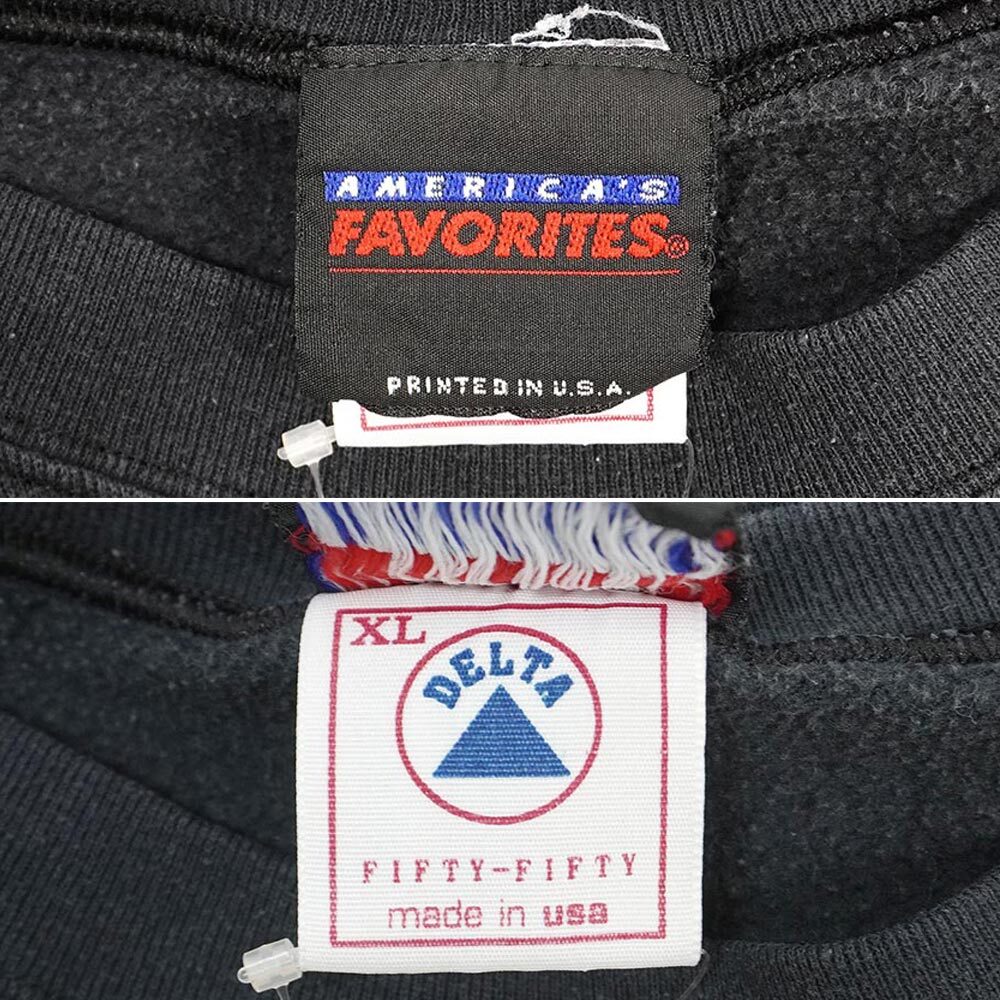 AMERICA'S
FAVORITES®
PRINTED IN U.S.A.
XL
DELTA
FIFTY-FIFTY
made in usa